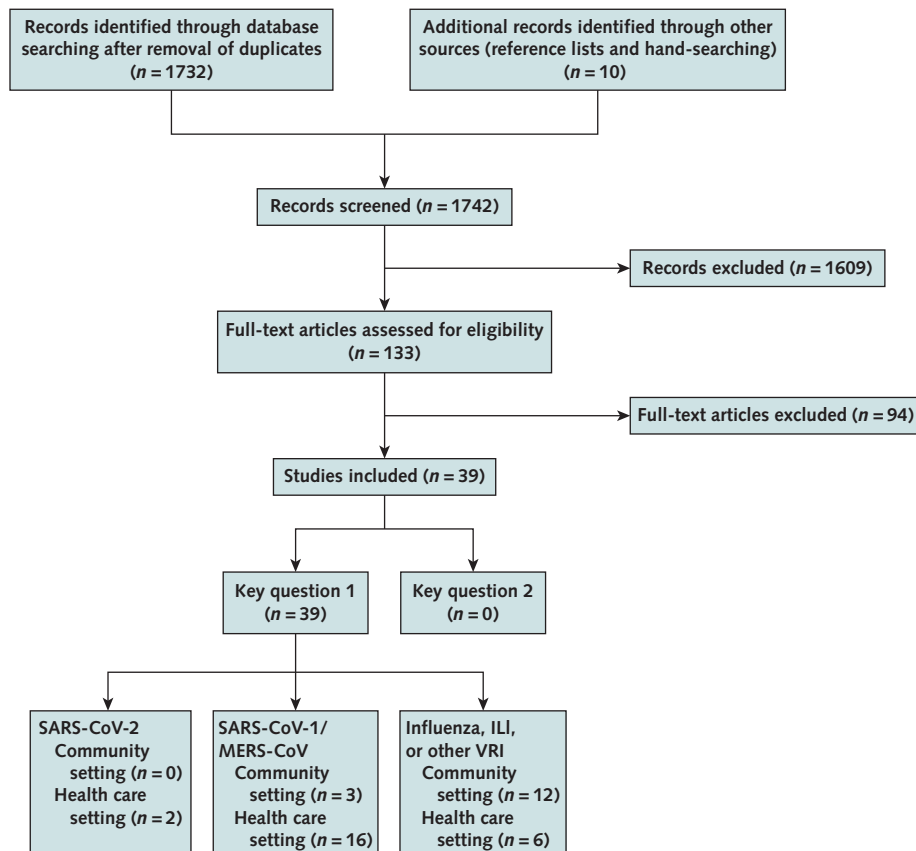 Records identified through database
searching after removal of duplicates
(n = 1732)
Additional records identified through other
sources (reference lists and hand-searching)
(n = 10)
Records screened (n = 1742)
Records excluded (n = 1609)
Full-text articles assessed for eligibility
(n = 133)
Full-text articles excluded (n = 94)
Studies included (n = 39)
Key question 1
(n = 39)
Key question 2
(n = 0)
SARS-CoV-2
Community
setting (n = 0)
Health care
setting (n = 2)
SARS-CoV-1/
MERS-CoV
Community
setting (n = 3)
Health care
setting (n = 16)
Influenza, ILI,
or other VRI
Community
setting (n = 12)
Health care
setting (n = 6)